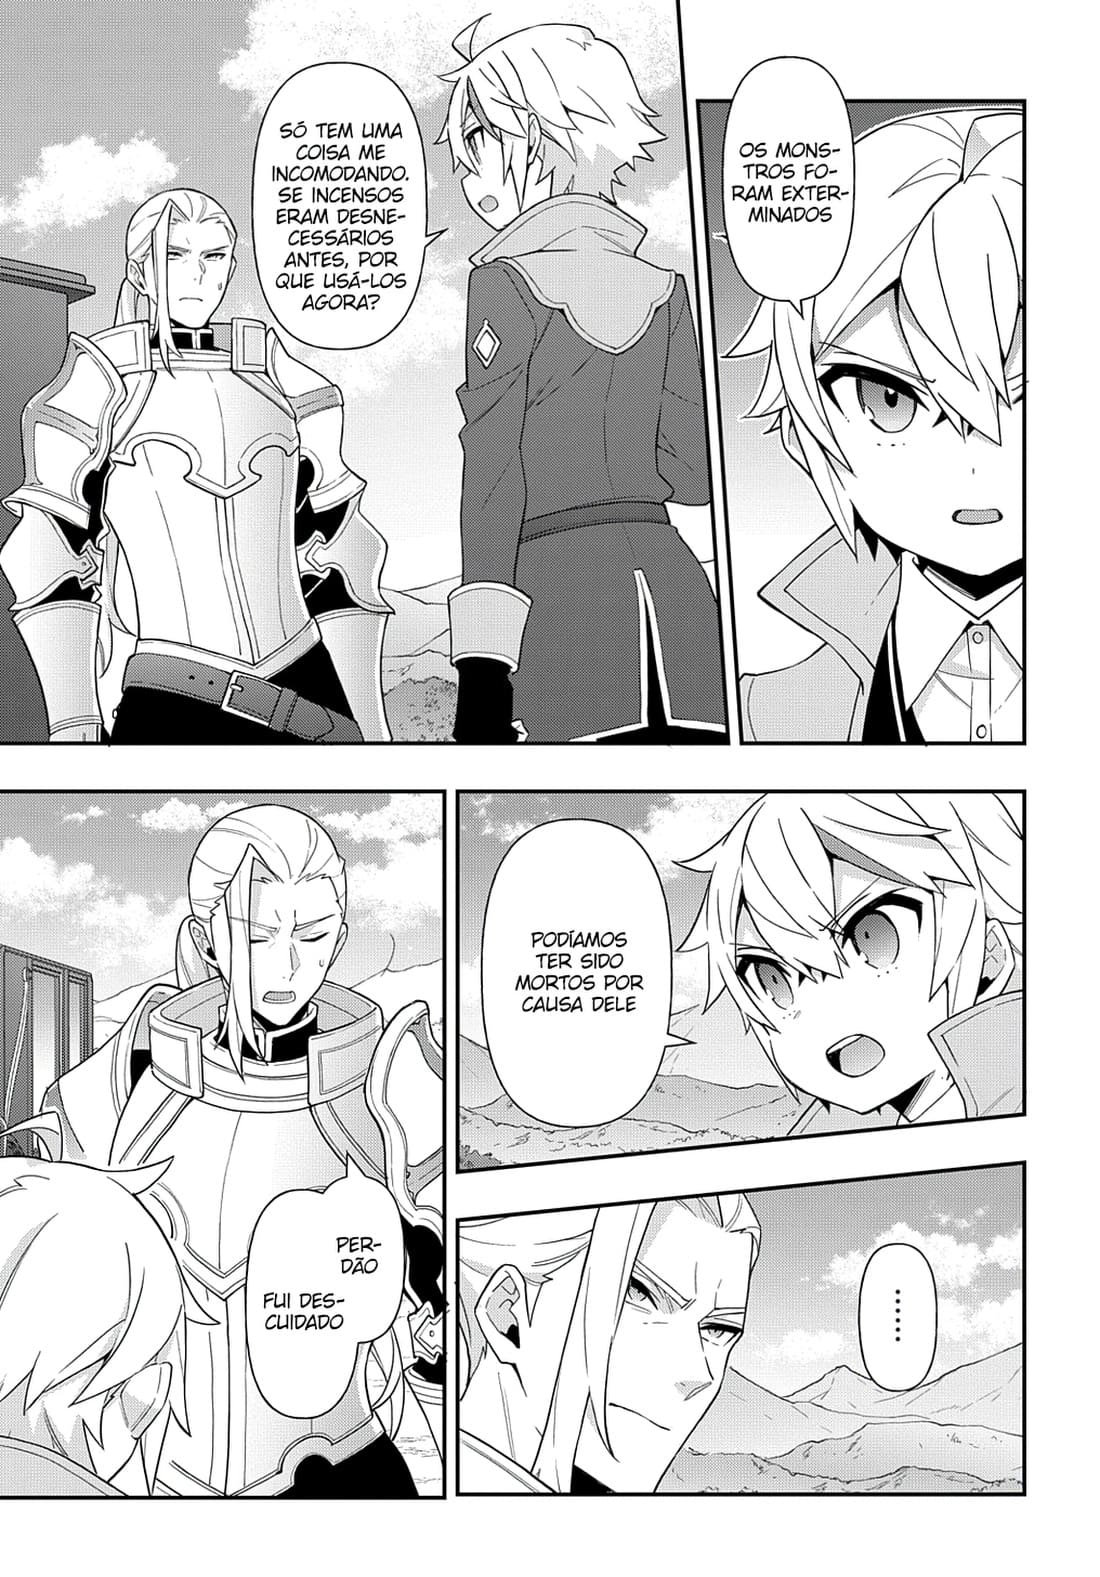 OS MONS-
TROS FO-
RAM EXTER-
MINADOS
SÓ TEM UMA
COISA ME
INCOMODANDO.
SE INCENSOS
ERAM DESNE-
CESSÁRIOS
ANTES, POR
QUE USÁ-LOS
AGORA?
PODÍAMOS
TER SIDO
MORTOS POR
CAUSA DELE
......
PER-
DÃO
FUI DES-
CUIDADO